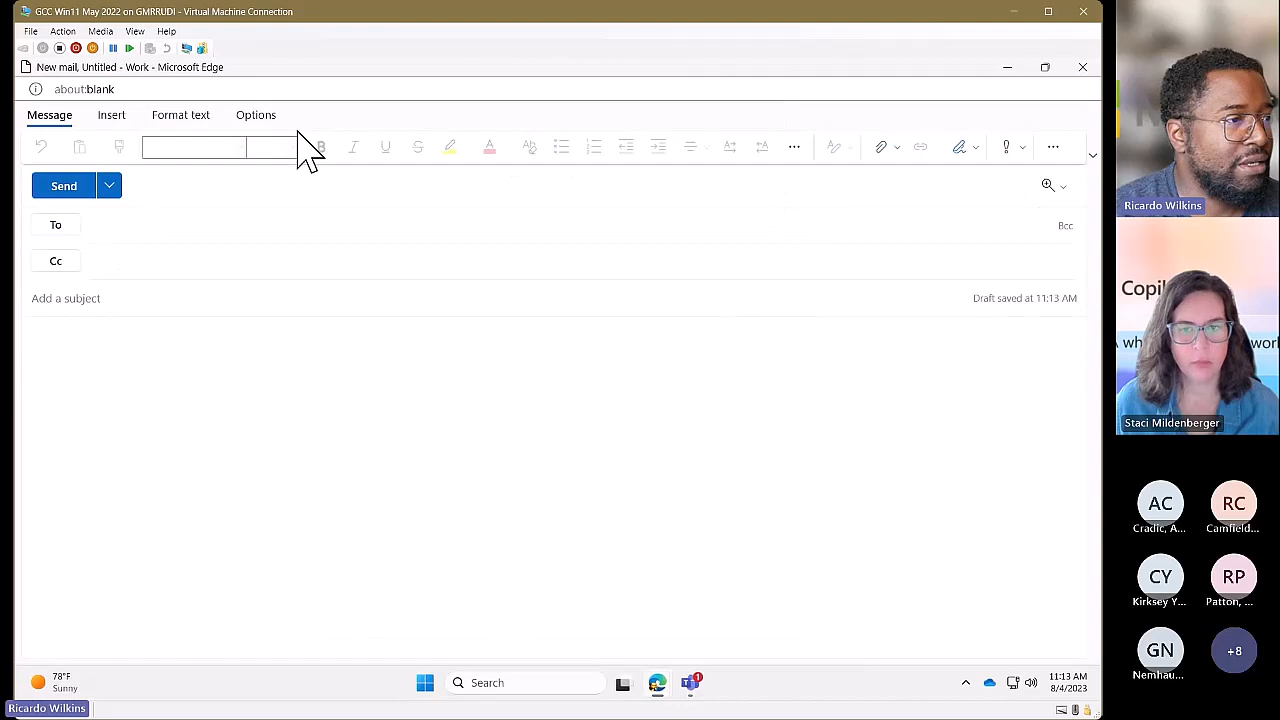 GCC Win11 May 2022 on GMRRUDI - Virtual Machine Connection
File Action Media View Help
New mail, Untitled - Work - Microsoft Edge
about:blank
Message Insert Format text Options
Send
To
Bcc
Cc
Add a subject
Draft saved at 11:13 AM
78°F
Sunny
Search
1
11:13 AM
8/4/2023
Ricardo Wilkins
Ricardo Wilkins
Copil
A wh
work
Staci Mildenberger
AC
Cradic, A...
RC
Camfield...
CY
Kirksey Y...
RP
Patton, ...
GN
Nemhau...
+8